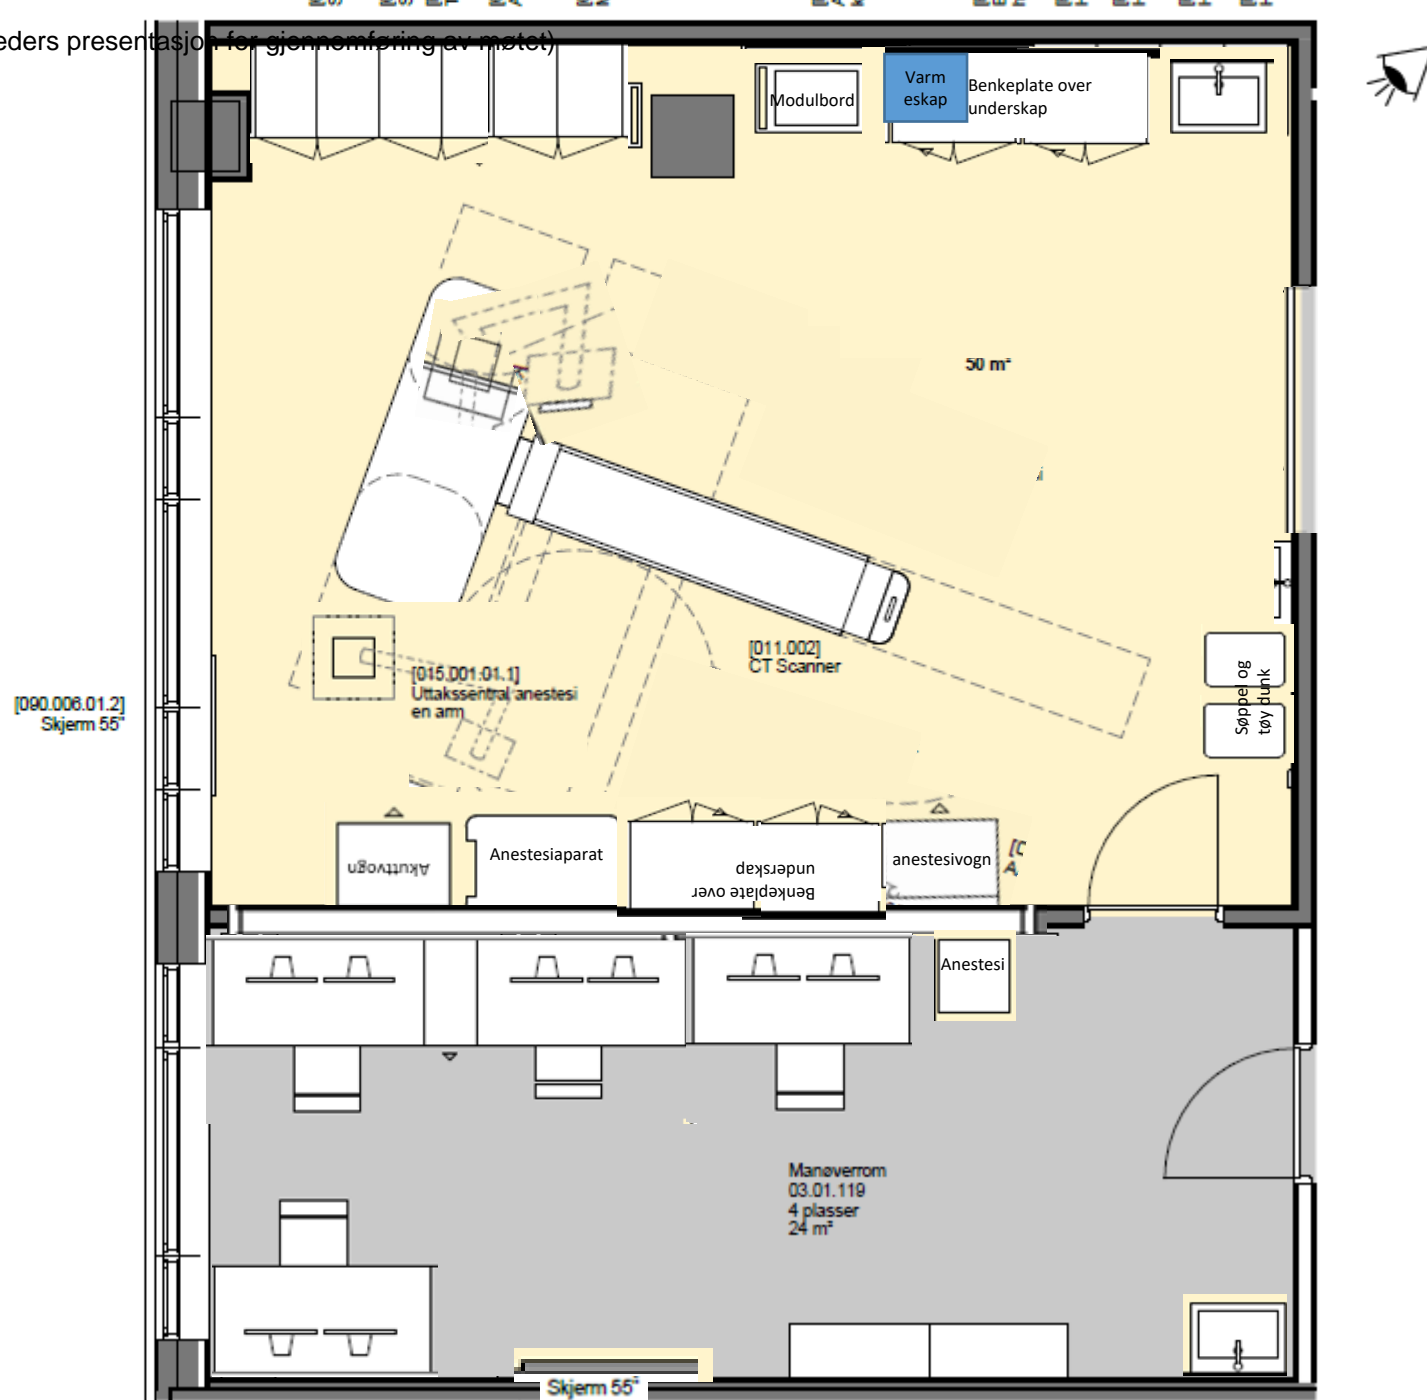 eders presentasjon for gjennomføring av møtet)
Modulbord
Varm
eskap
Benkeplate over
underskap
50 m²
[011.002]
CT Scanner
[015.001.01.1]
Uttakssentral anestesi
en arm
[090.006.01.2]
Skjerm 55"
Søppel og
tøy dunk
Akuttvogn
Anestesiaparat
Benkeplate over
underskap
anestesivogn
Anestesi
Manøverrom
03.01.119
4 plasser
24 m²
Skjerm 55"